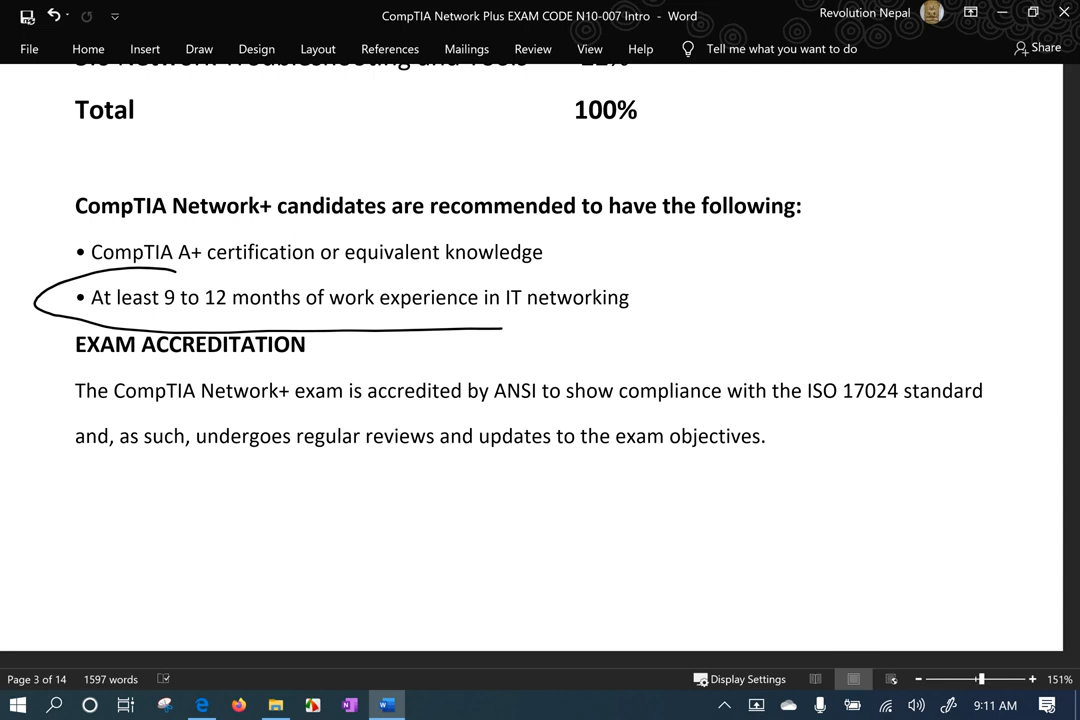 CompTIA Network Plus EXAM CODE N10-007 Intro - Word
Revolution Nepal
File Home Insert Draw Design Layout References Mailings Review View Help Tell me what you want to do Share
Total 100%
CompTIA Network+ candidates are recommended to have the following:
• CompTIA A+ certification or equivalent knowledge
• At least 9 to 12 months of work experience in IT networking
EXAM ACCREDITATION
The CompTIA Network+ exam is accredited by ANSI to show compliance with the ISO 17024 standard
and, as such, undergoes regular reviews and updates to the exam objectives.
Page 3 of 14 1597 words Display Settings 151%
9:11 AM